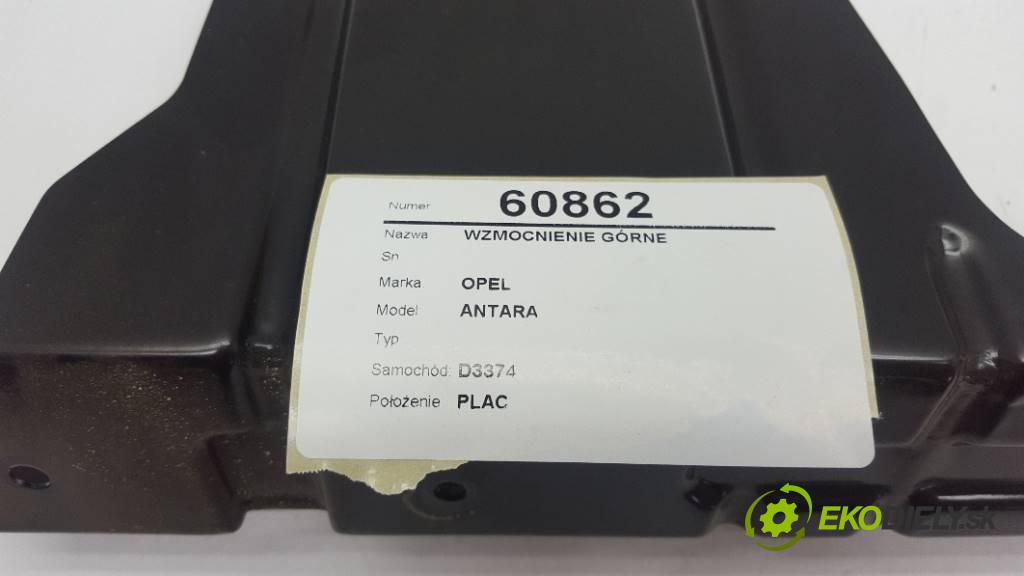 Numer 60862
Nazwa WZMOCNIENIE GÓRNE
Sn
Marka OPEL
Model ANTARA
Typ
Samochód: D3374
Położenie PLAC
EKODIELY.sk